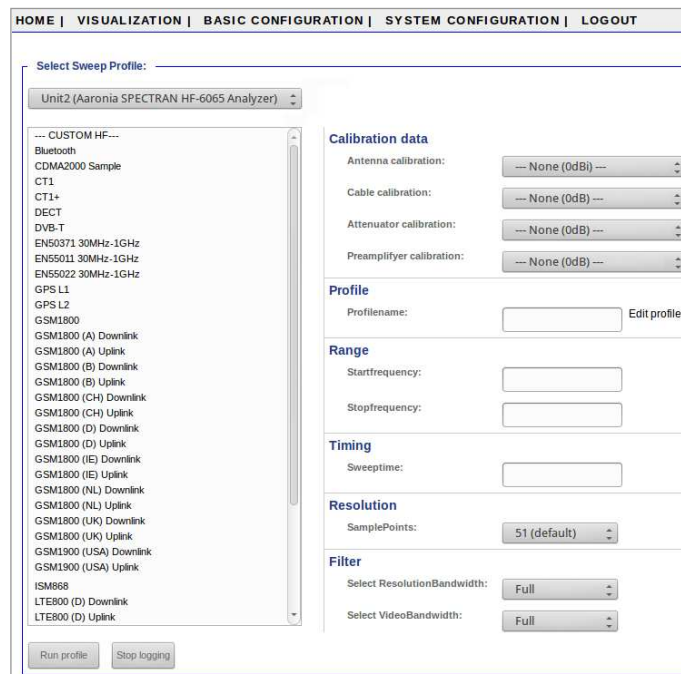 HOME | VISUALIZATION | BASIC CONFIGURATION | SYSTEM CONFIGURATION | LOGOUT
Select Sweep Profile:
Unit2 (Aaronia SPECTRAN HF-6065 Analyzer)
--- CUSTOM HF---
Bluetooth
CDMA2000 Sample
CT1
CT1+
DECT
DVB-T
EN50371 30MHz-1GHz
EN55011 30MHz-1GHz
EN55022 30MHz-1GHz
GPS L1
GPS L2
GSM1800
GSM1800 (A) Downlink
GSM1800 (A) Uplink
GSM1800 (B) Downlink
GSM1800 (B) Uplink
GSM1800 (CH) Downlink
GSM1800 (CH) Uplink
GSM1800 (D) Downlink
GSM1800 (D) Uplink
GSM1800 (IE) Downlink
GSM1800 (IE) Uplink
GSM1800 (NL) Downlink
GSM1800 (NL) Uplink
GSM1800 (UK) Downlink
GSM1800 (UK) Uplink
GSM1900 (USA) Downlink
GSM1900 (USA) Uplink
ISM868
LTE800 (D) Downlink
LTE800 (D) Uplink
Run profile Stop logging
Calibration data
Antenna calibration: --- None (0dBi) ---
Cable calibration: --- None (0dB) ---
Attenuator calibration: --- None (0dB) ---
Preamplifyer calibration: --- None (0dB) ---
Profile
Profilename: Edit profile
Range
Startfrequency:
Stopfrequency:
Timing
Sweeptime:
Resolution
SamplePoints: 51 (default)
Filter
Select ResolutionBandwidth: Full
Select VideoBandwidth: Full